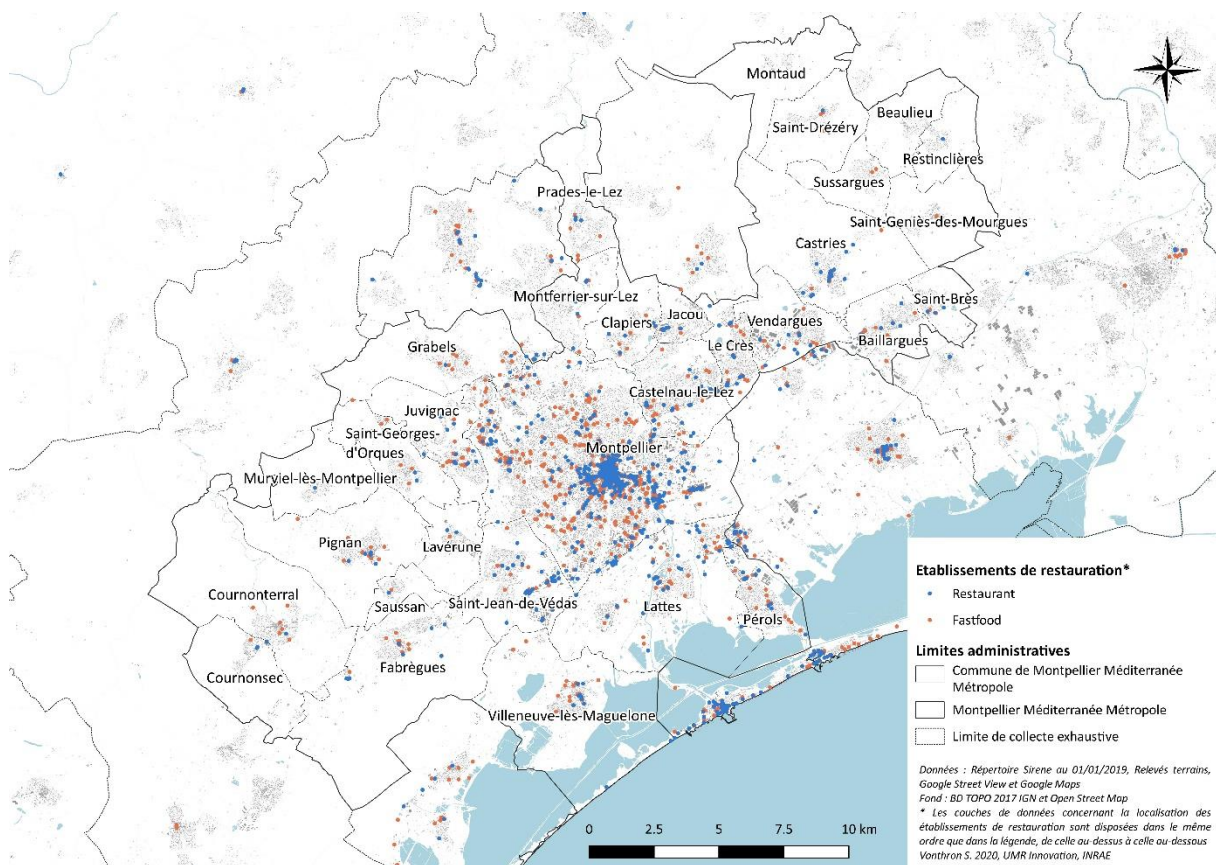 Montaud
Beaulieu
Saint-Drézéry
Restinclières
Sussargues
Prades-le-Lez
Saint-Geniès-des-Mourgues
Castries
Montferrier-sur-Lez
Saint-Brès
Jacou
Clapiers
Vendargues
Baillargues
Le Crès
Grabels
Castelnau-le-Lez
Juvignac
Saint-Georges-
d'Orques
Montpellier
Murviel-lès-Montpellier
Pignan
Lavérune
Cournonterral
Saussan
Saint-Jean-de-Védas
Lattes
Pérols
Fabrègues
Cournonsec
Villeneuve-lès-Maguelone
Etablissements de restauration*
Restaurant
Fastfood
Limites administratives
Commune de Montpellier Méditerranée
Métropole
Montpellier Méditerranée Métropole
Limite de collecte exhaustive
Données : Répertoire Sirene au 01/01/2019, Relevés terrains,
Google Street View et Google Maps
Fond : BD TOPO 2017 IGN et Open Street Map
* Les couches de données concernant la localisation des
établissements de restauration sont disposées dans le même
ordre que dans la légende, de celle au-dessus à celle au-dessous
Vonthron S. 2020, UMR Innovation, INRAE
0 2.5 5 7.5 10 km